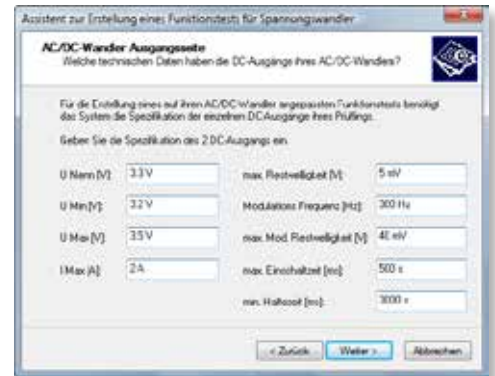 Assistent zur Erstellung eines Funktionstests für Spannungswandler
AC/DC-Wandler Ausgangsseite
Welche technischen Daten haben die DC-Ausgänge ihres AC/DC-Wandlers?
Für die Erstellung eines auf ihren AC/DC Wandler angepassten Funktionstests benötigt
das System die Spezifikation der einzelnen DC Ausgänge ihres Prüflings.
Geben Sie die Spezifikation des 2 DC Ausgangs ein.
U Nenn [V]: 3.3 V max. Restwelligkeit [V]: 5 mV
U Min [V]: 3.2 V Modulations Frequenz [Hz]: 300 Hz
U Max [V]: 3.5 V max. Mod. Restwelligkeit [V]: 40 mV
I Max [A]: 2 A max. Einschaltzeit [ms]: 500 s
min. Haltezeit [ms]: 3000 s
< Zurück Weiter > Abbrechen